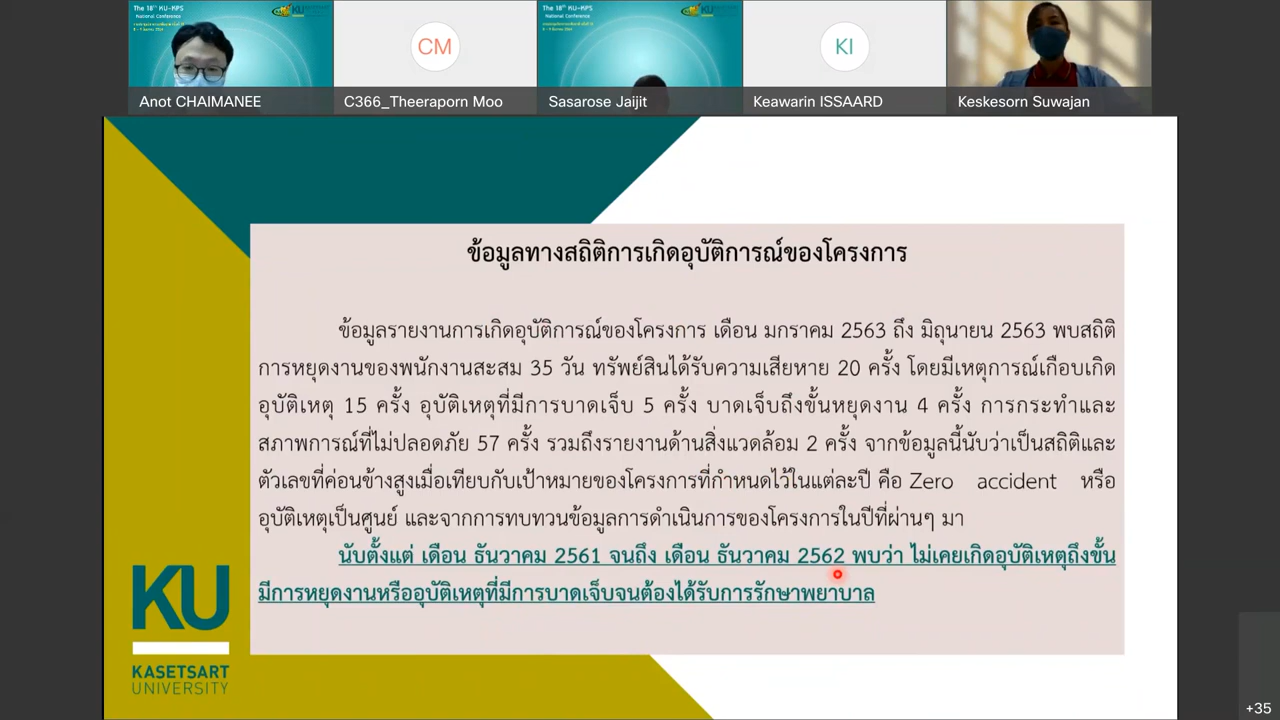 The 18th KU-KPS
National Conference
The 18th KU-KPS
National Conference
KU
CM
KI
Anot CHAIMANEE
C366_Theeraporn Moo
Sasarose Jaijit
Keawarin ISSAARD
Keskesorn Suwajan
ข้อมูลทางสถิติการเกิดอุบัติการณ์ของโครงการ
ข้อมูลรายงานการเกิดอุบัติการณ์ของโครงการ เดือน มกราคม 2563 ถึง มิถุนายน 2563 พบสถิติ
การหยุดงานของพนักงานสะสม 35 วัน ทรัพย์สินได้รับความเสียหาย 20 ครั้ง โดยมีเหตุการณ์เกือบเกิด
อุบัติเหตุ 15 ครั้ง อุบัติเหตุที่มีการบาดเจ็บ 5 ครั้ง บาดเจ็บถึงขั้นหยุดงาน 4 ครั้ง การกระทำและ
สภาพการณ์ที่ไม่ปลอดภัย 57 ครั้ง รวมถึงรายงานด้านสิ่งแวดล้อม 2 ครั้ง จากข้อมูลนี้นับว่าเป็นสถิติและ
ตัวเลขที่ค่อนข้างสูงเมื่อเทียบกับเป้าหมายของโครงการที่กำหนดไว้ในแต่ละปี คือ Zero accident หรือ
อุบัติเหตุเป็นศูนย์ และจากการทบทวนข้อมูลการดำเนินการของโครงการในปีที่ผ่านๆ มา
นับตั้งแต่ เดือน ธันวาคม 2561 จนถึง เดือน ธันวาคม 2562 พบว่า ไม่เคยเกิดอุบัติเหตุถึงขั้น
มีการหยุดงานหรืออุบัติเหตุที่มีการบาดเจ็บจนต้องได้รับการรักษาพยาบาล
KU
KASETSART
UNIVERSITY
+35